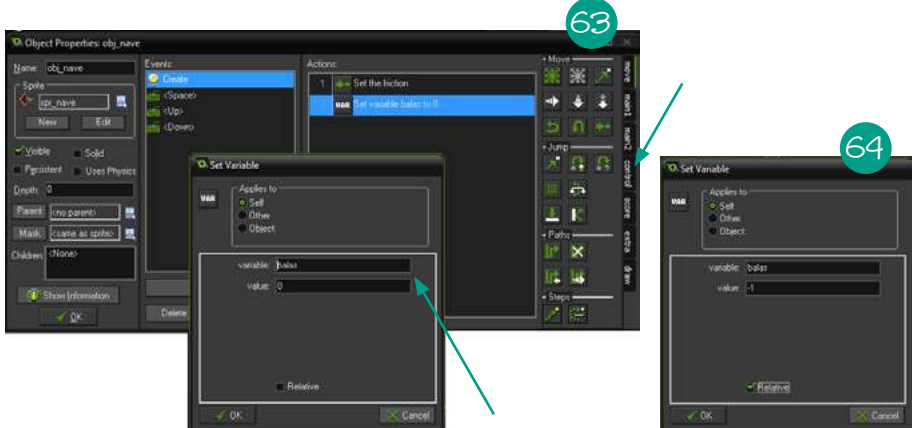 63
Object Properties: obj_nave
Name: obj_nave
Sprite
spr_nave
New Edit
Visible Solid
Persistent Uses Physics
Depth: 0
Parent <no parent>
Mask <same as sprite>
Children <None>
Show Information
OK
Events:
Create
<Space>
<Up>
<Down>
Delete
Actions:
1 Set the friction
VAR Set variable balas to 0
Move
Jump
Paths
Steps
move
main1
main2
control
score
extra
draw
Set Variable
VAR
Applies to
Self
Other
Object
variable: balas
value: 0
Relative
OK Cancel
64
Set Variable
VAR
Applies to
Self
Other
Object
variable: balas
value: -1
Relative
OK Cancel